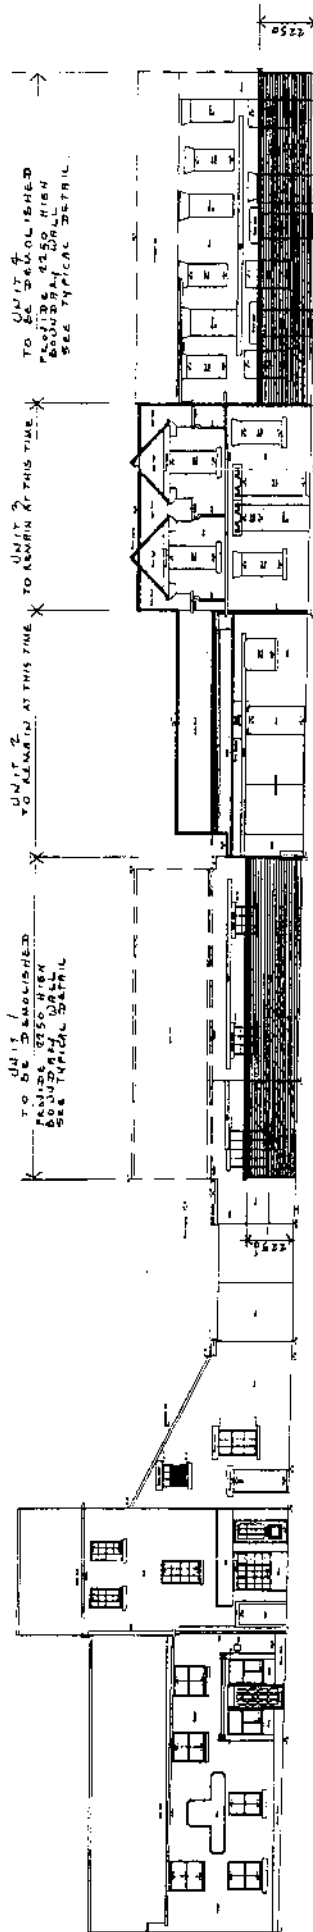 UNIT 1
TO BE DEMOLISHED
PROVIDE 2250 HIGH
BOUNDARY WALL
SEE TYPICAL DETAIL
UNIT 2
TO REMAIN AT THIS TIME
UNIT 3
TO REMAIN AT THIS TIME
UNIT 4
TO BE DEMOLISHED
PROVIDE 2250 HIGH
BOUNDARY WALL
SEE TYPICAL DETAIL
2250
2250